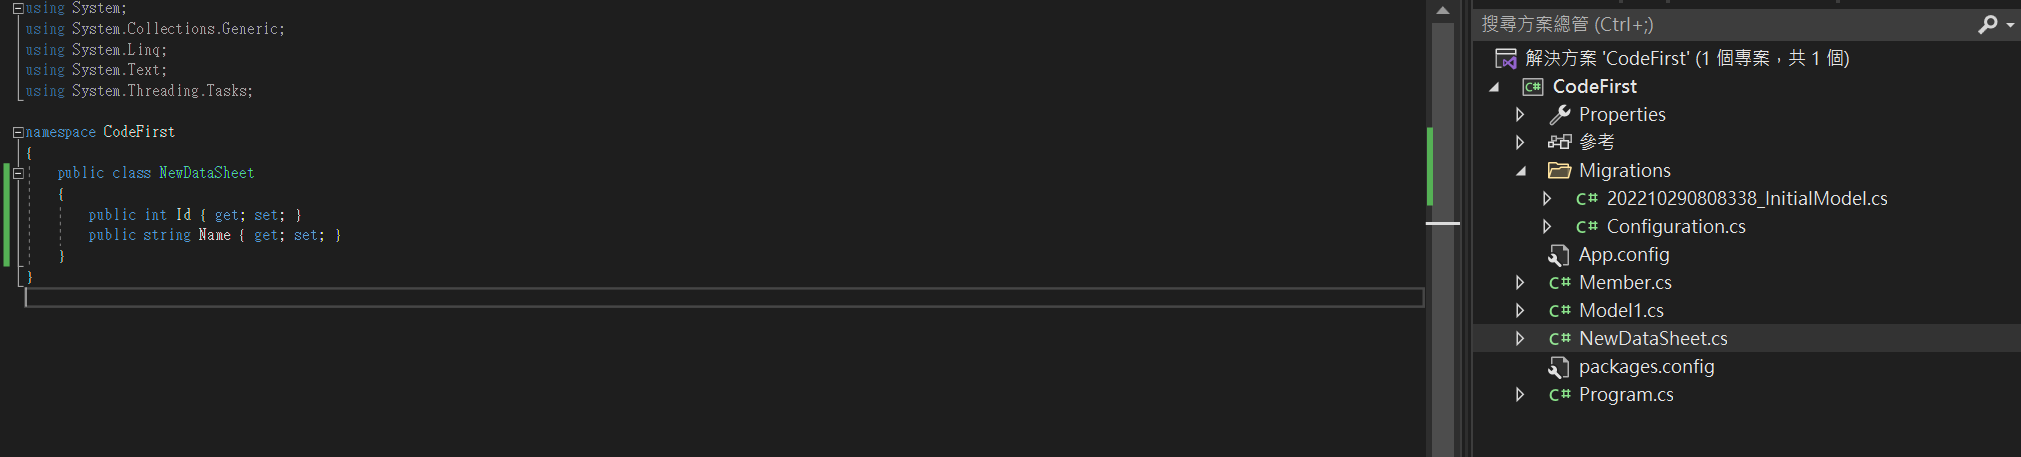 using System;
using System.Collections.Generic;
using System.Linq;
using System.Text;
using System.Threading.Tasks;
namespace CodeFirst
{
public class NewDataSheet
{
public int Id { get; set; }
public string Name { get; set; }
}
}
搜尋方案總管 (Ctrl+;)
解決方案 'CodeFirst' (1 個專案，共 1 個)
C# CodeFirst
Properties
參考
Migrations
C# 202210290808338_InitialModel.cs
C# Configuration.cs
App.config
C# Member.cs
C# Model1.cs
C# NewDataSheet.cs
packages.config
C# Program.cs